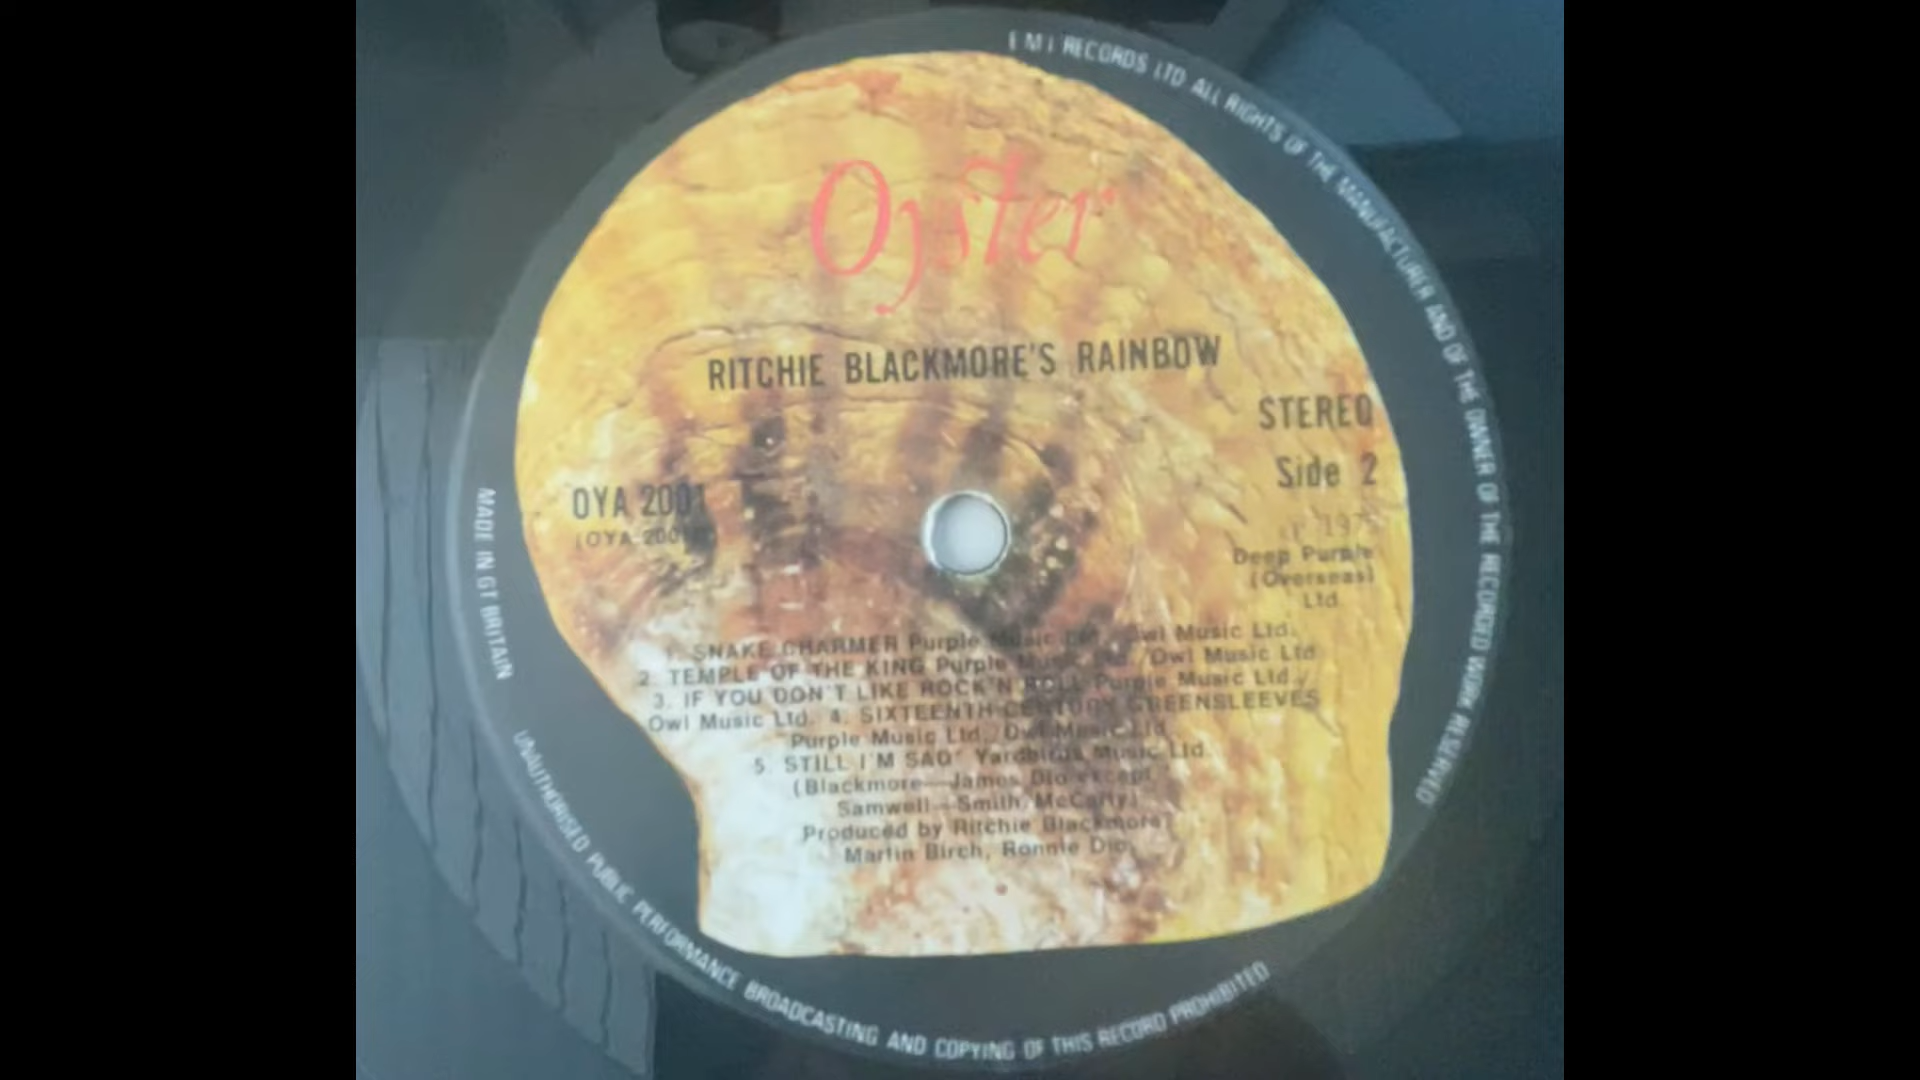 EMI RECORDS LTD ALL RIGHTS OF THE MANUFACTURER AND OF THE OWNER OF THE RECORDED WORK RESERVED
Oyster
RITCHIE BLACKMORE'S RAINBOW
STEREO
Side 2
OYA 2001
(OYA 200
℗ 197
Deep Purple
(Overseas)
Ltd
MADE IN GT BRITAIN
1. SNAKE CHARMER Purple Music Ltd./Owl Music Ltd.
2. TEMPLE OF THE KING Purple Music Ltd./Owl Music Ltd
3. IF YOU DON'T LIKE ROCK'N ROLL Purple Music Ltd./
Owl Music Ltd. 4. SIXTEENTH CENTURY GREENSLEEVES
Purple Music Ltd./Owl Music Ltd
5. STILL I'M SAD* Yardbirds Music Ltd.
(Blackmore—James Dio except
Samwell—Smith/McCarty)
Produced by Ritchie Blackmore,
Martin Birch, Ronnie Dio.
UNAUTHORISED PUBLIC PERFORMANCE BROADCASTING AND COPYING OF THIS RECORD PROHIBITED